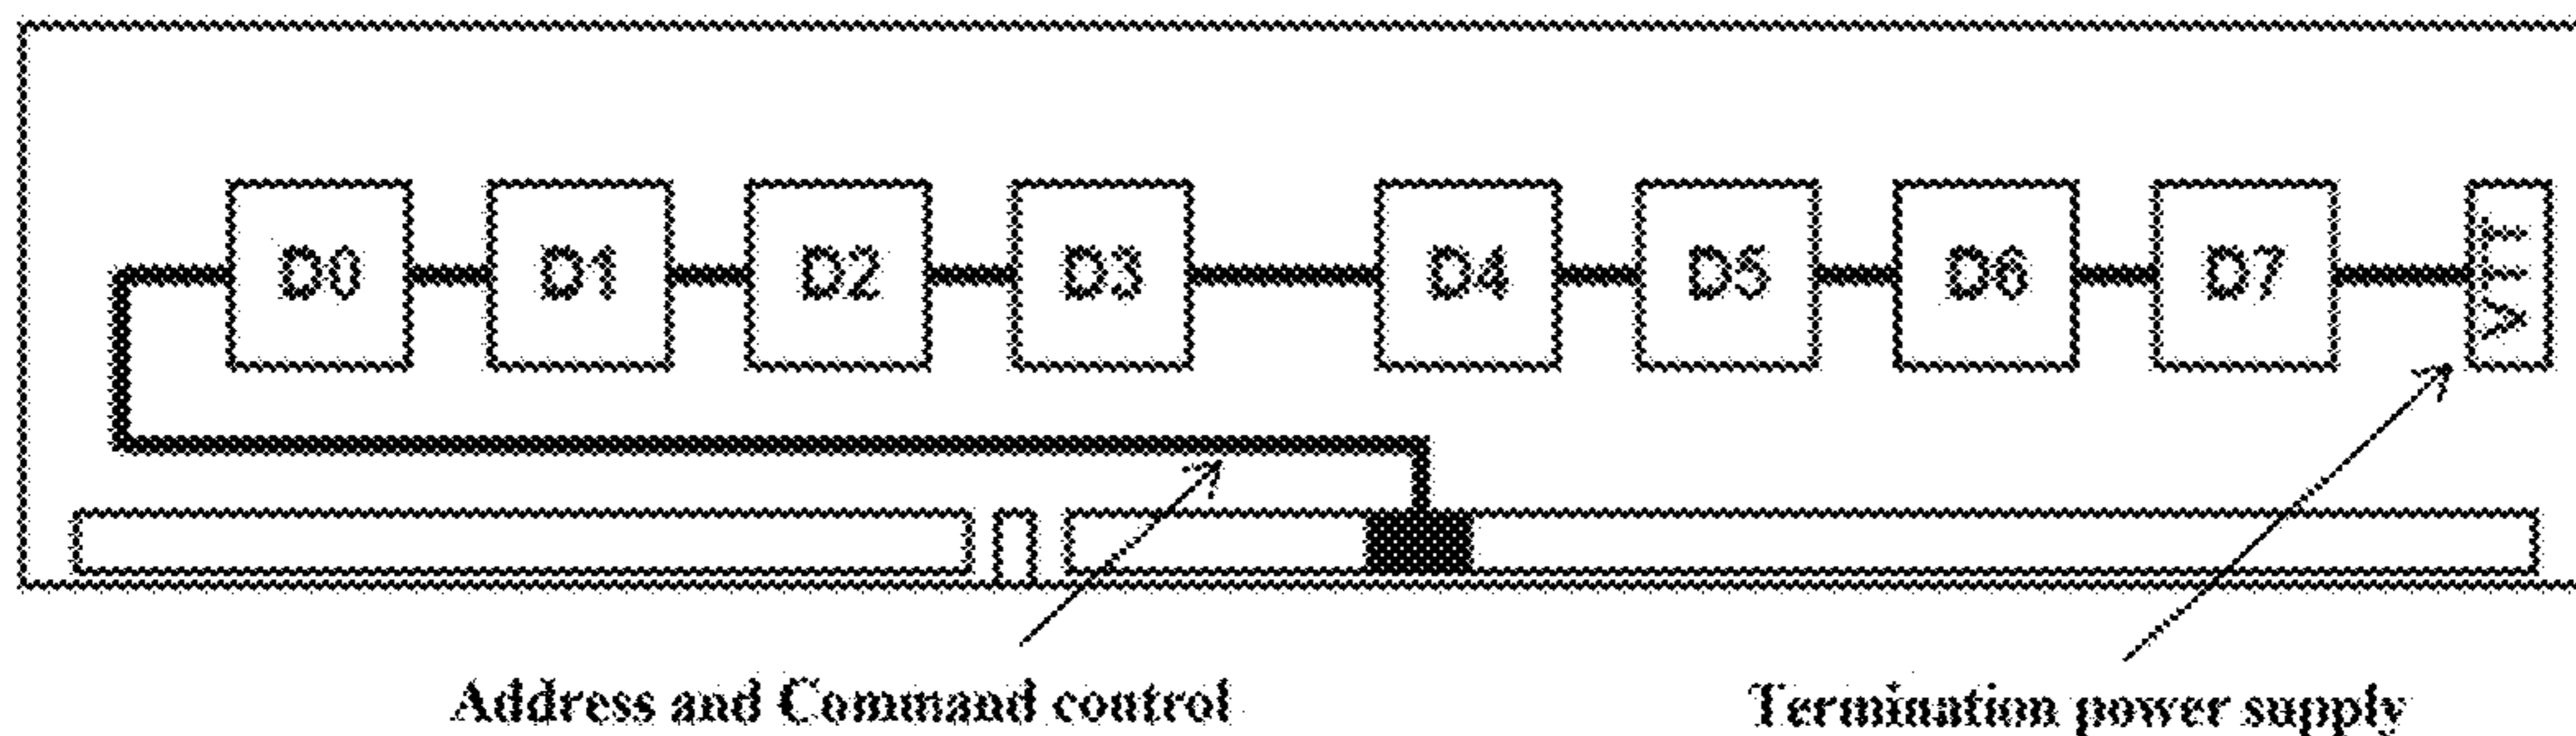 D0 D1 D2 D3 D4 D5 D6 D7 VTT
Address and Command control Termination power supply